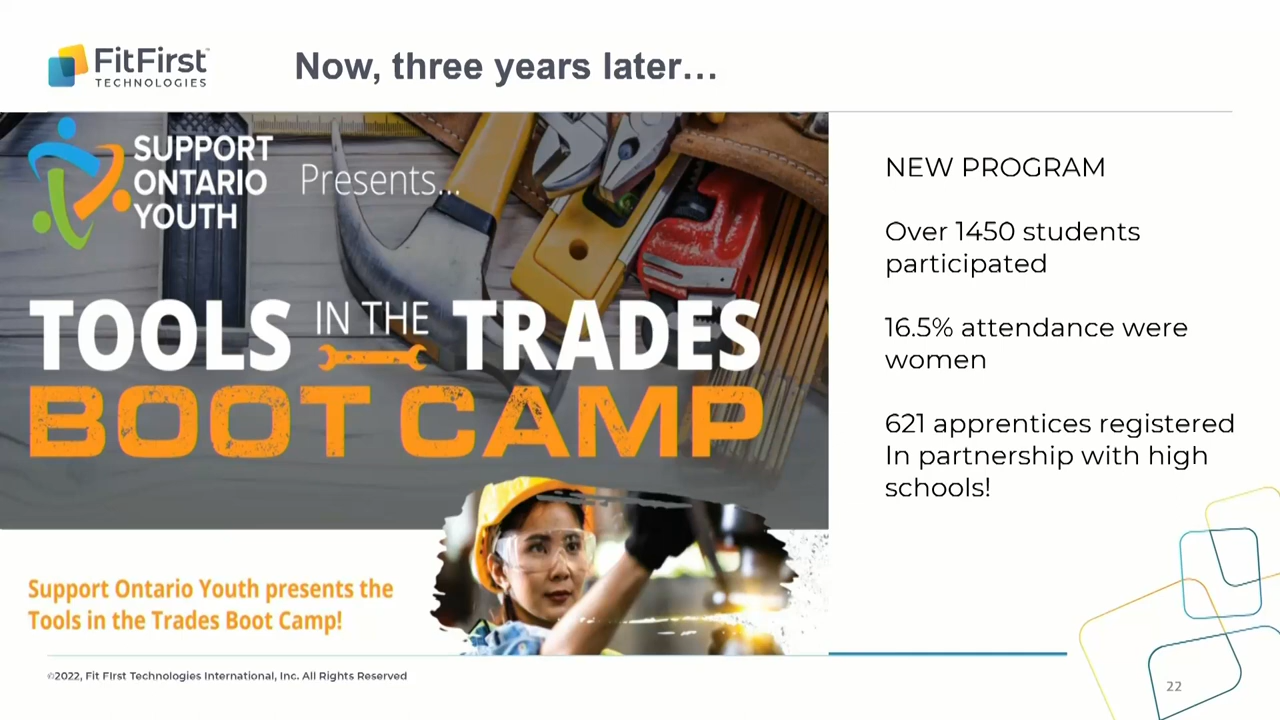 FitFirst™
TECHNOLOGIES
Now, three years later…
SUPPORT
ONTARIO
YOUTH
Presents...
TOOLS IN THE TRADES
BOOT CAMP
Support Ontario Youth presents the
Tools in the Trades Boot Camp!
NEW PROGRAM
Over 1450 students
participated
16.5% attendance were
women
621 apprentices registered
In partnership with high
schools!
©2022, Fit FIrst Technologies International, Inc. All Rights Reserved
22